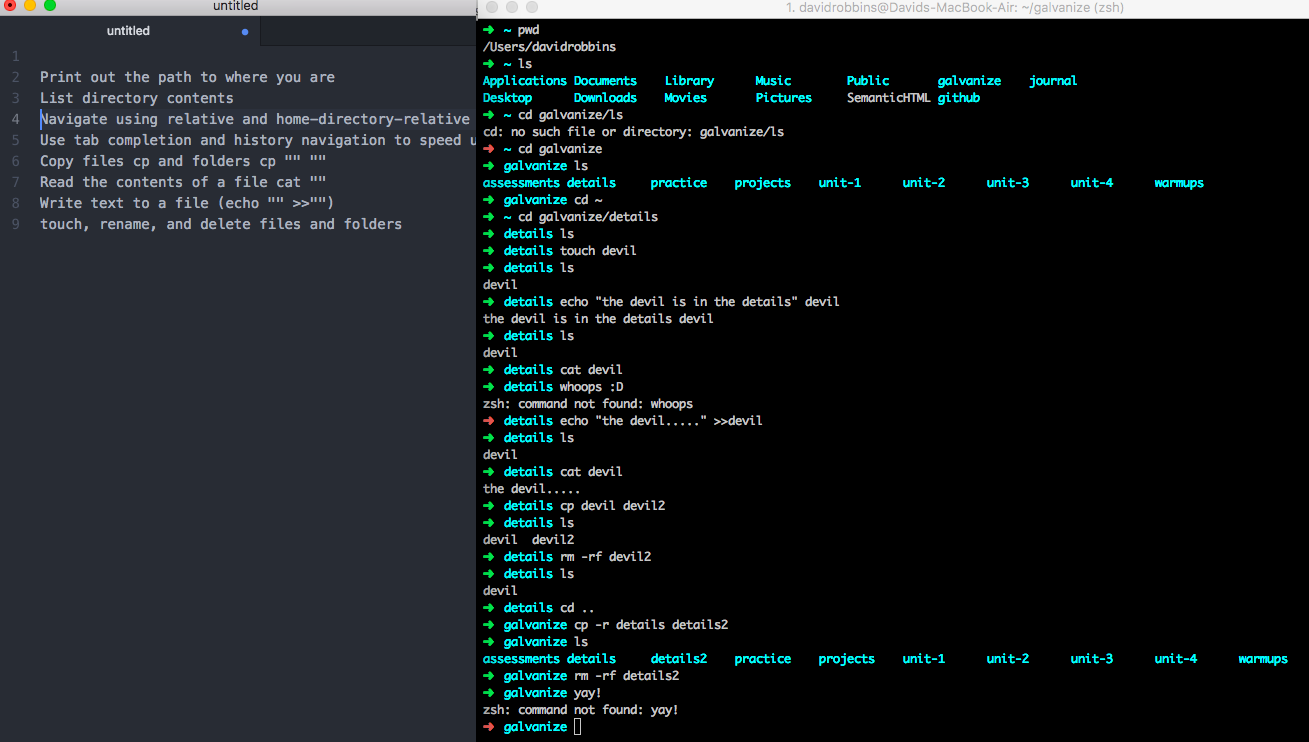 untitled
untitled
1
2 Print out the path to where you are
3 List directory contents
4 Navigate using relative and home-directory-relative
5 Use tab completion and history navigation to speed
6 Copy files cp and folders cp "" ""
7 Read the contents of a file cat ""
8 Write text to a file (echo "" >>"")
9 touch, rename, and delete files and folders
1. davidrobbins@Davids-MacBook-Air: ~/galvanize (zsh)
➜ ~ pwd
/Users/davidrobbins
➜ ~ ls
Applications Documents Library Music Public galvanize journal
Desktop Downloads Movies Pictures SemanticHTML github
➜ ~ cd galvanize/ls
cd: no such file or directory: galvanize/ls
➜ ~ cd galvanize
➜ galvanize ls
assessments details practice projects unit-1 unit-2 unit-3 unit-4 warmups
➜ galvanize cd ~
➜ ~ cd galvanize/details
➜ details ls
➜ details touch devil
➜ details ls
devil
➜ details echo "the devil is in the details" devil
the devil is in the details devil
➜ details ls
devil
➜ details cat devil
➜ details whoops :D
zsh: command not found: whoops
➜ details echo "the devil....." >>devil
➜ details ls
devil
➜ details cat devil
the devil.....
➜ details cp devil devil2
➜ details ls
devil devil2
➜ details rm -rf devil2
➜ details ls
devil
➜ details cd ..
➜ galvanize cp -r details details2
➜ galvanize ls
assessments details details2 practice projects unit-1 unit-2 unit-3 unit-4 warmups
➜ galvanize rm -rf details2
➜ galvanize yay!
zsh: command not found: yay!
➜ galvanize